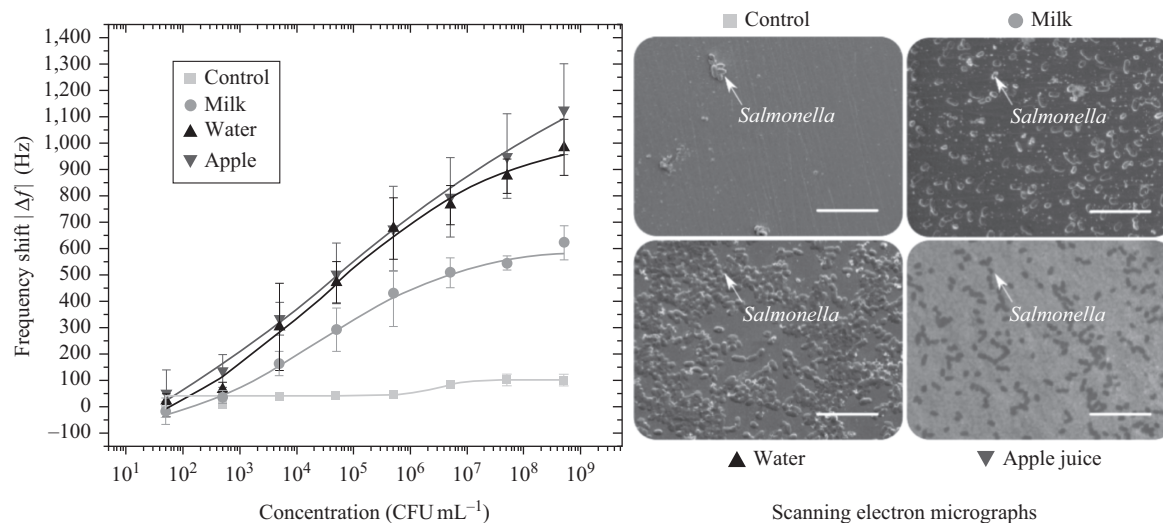 1,400
1,300
1,200
1,100
1,000
900
800
700
600
500
400
300
200
100
0
−100
Frequency shift |Δf| (Hz)
Control
Milk
Water
Apple
10¹ 10² 10³ 10⁴ 10⁵ 10⁶ 10⁷ 10⁸ 10⁹
Concentration (CFU mL⁻¹)
Control
Milk
Salmonella
Salmonella
Salmonella
Salmonella
Water
Apple juice
Scanning electron micrographs